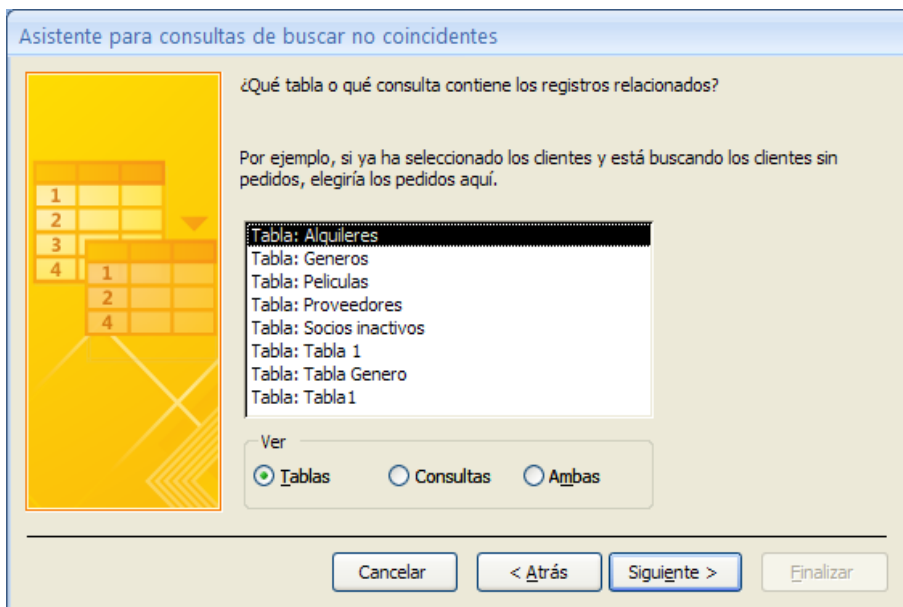 Asistente para consultas de buscar no coincidentes
¿Qué tabla o qué consulta contiene los registros relacionados?
Por ejemplo, si ya ha seleccionado los clientes y está buscando los clientes sin
pedidos, elegiría los pedidos aquí.
1
2
3
4
1
2
4
Tabla: Alquileres
Tabla: Generos
Tabla: Peliculas
Tabla: Proveedores
Tabla: Socios inactivos
Tabla: Tabla 1
Tabla: Tabla Genero
Tabla: Tabla1
Ver
Tablas Consultas Ambas
Cancelar < Atrás Siguiente > Finalizar